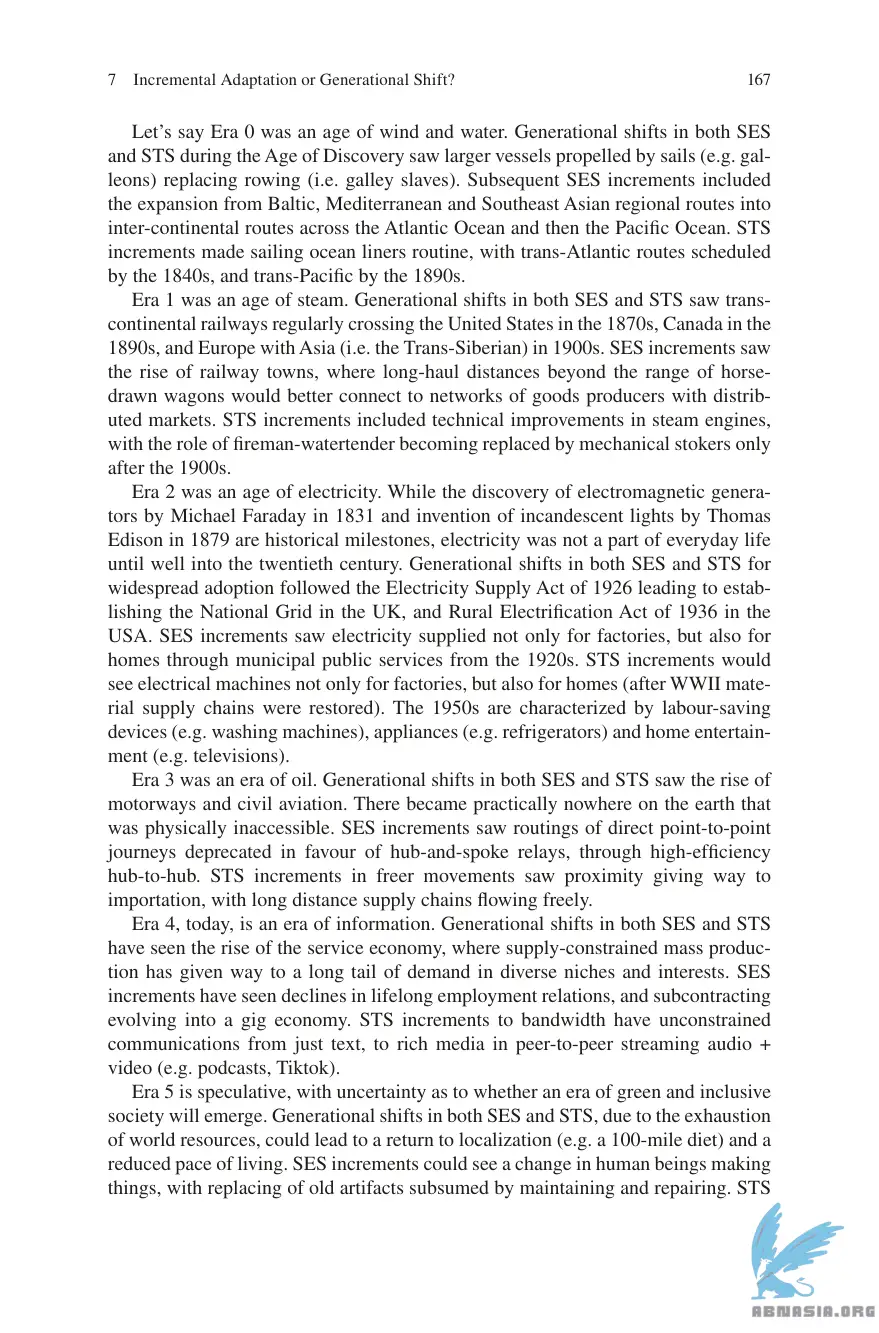 7 Incremental Adaptation or Generational Shift? 167
Let’s say Era 0 was an age of wind and water. Generational shifts in both SES
and STS during the Age of Discovery saw larger vessels propelled by sails (e.g. gal-
leons) replacing rowing (i.e. galley slaves). Subsequent SES increments included
the expansion from Baltic, Mediterranean and Southeast Asian regional routes into
inter-continental routes across the Atlantic Ocean and then the Pacific Ocean. STS
increments made sailing ocean liners routine, with trans-Atlantic routes scheduled
by the 1840s, and trans-Pacific by the 1890s.
Era 1 was an age of steam. Generational shifts in both SES and STS saw trans-
continental railways regularly crossing the United States in the 1870s, Canada in the
1890s, and Europe with Asia (i.e. the Trans-Siberian) in 1900s. SES increments saw
the rise of railway towns, where long-haul distances beyond the range of horse-
drawn wagons would better connect to networks of goods producers with distrib-
uted markets. STS increments included technical improvements in steam engines,
with the role of fireman-watertender becoming replaced by mechanical stokers only
after the 1900s.
Era 2 was an age of electricity. While the discovery of electromagnetic genera-
tors by Michael Faraday in 1831 and invention of incandescent lights by Thomas
Edison in 1879 are historical milestones, electricity was not a part of everyday life
until well into the twentieth century. Generational shifts in both SES and STS for
widespread adoption followed the Electricity Supply Act of 1926 leading to estab-
lishing the National Grid in the UK, and Rural Electrification Act of 1936 in the
USA. SES increments saw electricity supplied not only for factories, but also for
homes through municipal public services from the 1920s. STS increments would
see electrical machines not only for factories, but also for homes (after WWII mate-
rial supply chains were restored). The 1950s are characterized by labour-saving
devices (e.g. washing machines), appliances (e.g. refrigerators) and home entertain-
ment (e.g. televisions).
Era 3 was an era of oil. Generational shifts in both SES and STS saw the rise of
motorways and civil aviation. There became practically nowhere on the earth that
was physically inaccessible. SES increments saw routings of direct point-to-point
journeys deprecated in favour of hub-and-spoke relays, through high-efficiency
hub-to-hub. STS increments in freer movements saw proximity giving way to
importation, with long distance supply chains flowing freely.
Era 4, today, is an era of information. Generational shifts in both SES and STS
have seen the rise of the service economy, where supply-constrained mass produc-
tion has given way to a long tail of demand in diverse niches and interests. SES
increments have seen declines in lifelong employment relations, and subcontracting
evolving into a gig economy. STS increments to bandwidth have unconstrained
communications from just text, to rich media in peer-to-peer streaming audio +
video (e.g. podcasts, Tiktok).
Era 5 is speculative, with uncertainty as to whether an era of green and inclusive
society will emerge. Generational shifts in both SES and STS, due to the exhaustion
of world resources, could lead to a return to localization (e.g. a 100-mile diet) and a
reduced pace of living. SES increments could see a change in human beings making
things, with replacing of old artifacts subsumed by maintaining and repairing. STS
ABNASIA.ORG